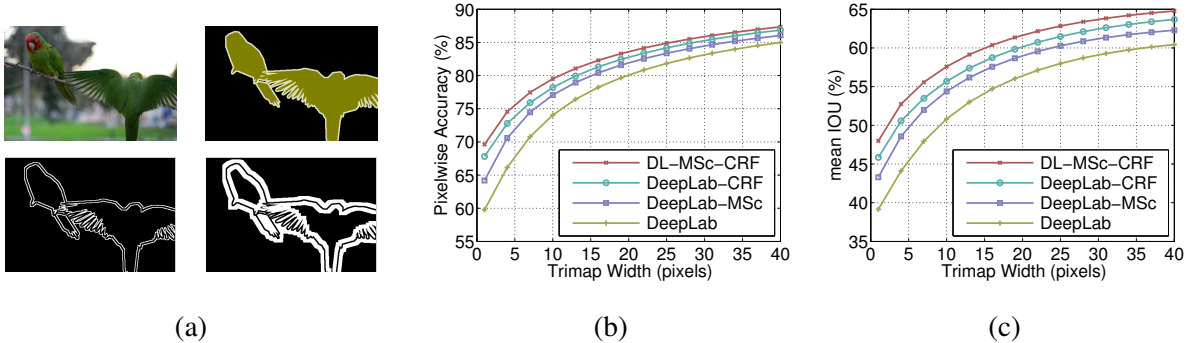 90
85
80
75
70
65
60
55
Pixelwise Accuracy (%)
DL−MSc−CRF
DeepLab−CRF
DeepLab−MSc
DeepLab
0 5 10 15 20 25 30 35 40
Trimap Width (pixels)
65
60
55
50
45
40
35
mean IOU (%)
DL−MSc−CRF
DeepLab−CRF
DeepLab−MSc
DeepLab
0 5 10 15 20 25 30 35 40
Trimap Width (pixels)
(a) (b) (c)